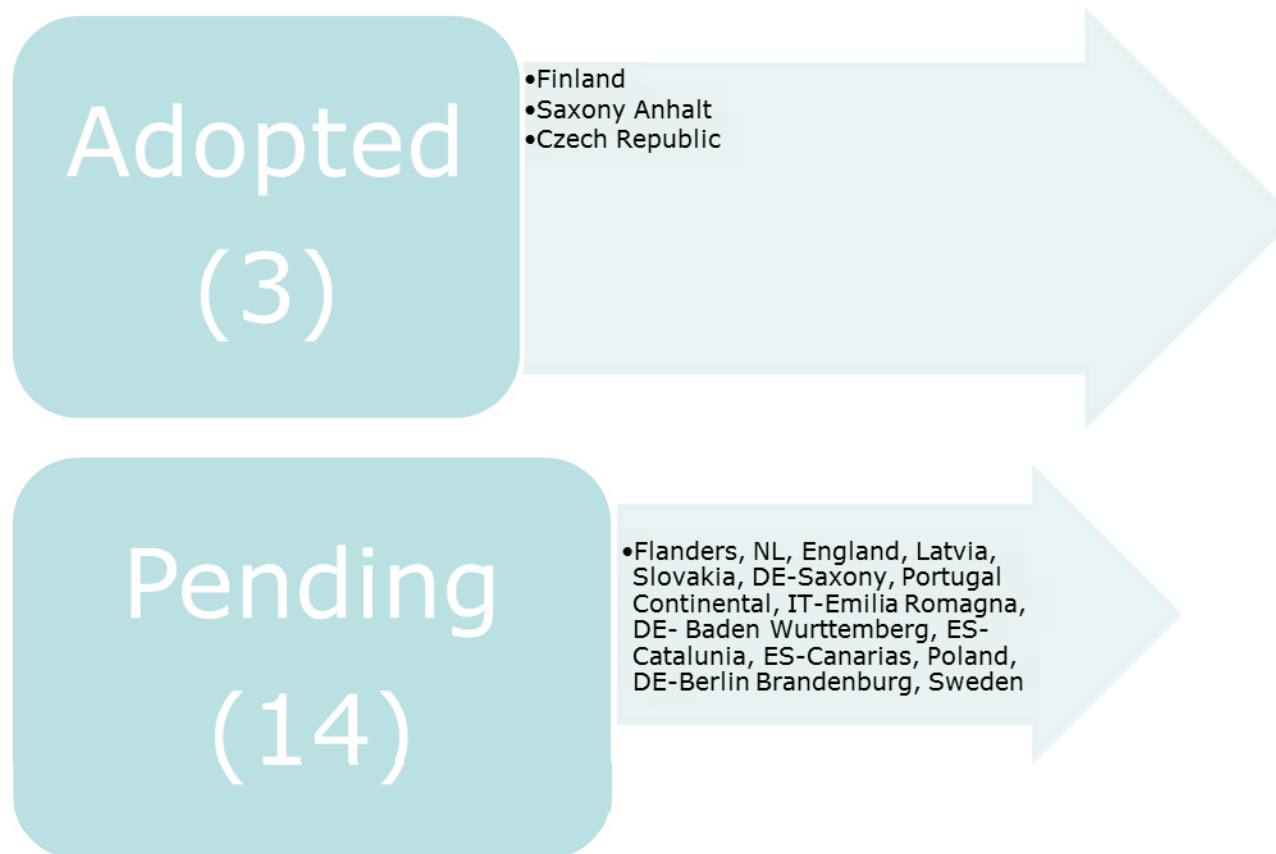 Adopted
(3)
•Finland
•Saxony Anhalt
•Czech Republic
Pending
(14)
•Flanders, NL, England, Latvia,
Slovakia, DE-Saxony, Portugal
Continental, IT-Emilia Romagna,
DE- Baden Wurttemberg, ES-
Catalunia, ES-Canarias, Poland,
DE-Berlin Brandenburg, Sweden